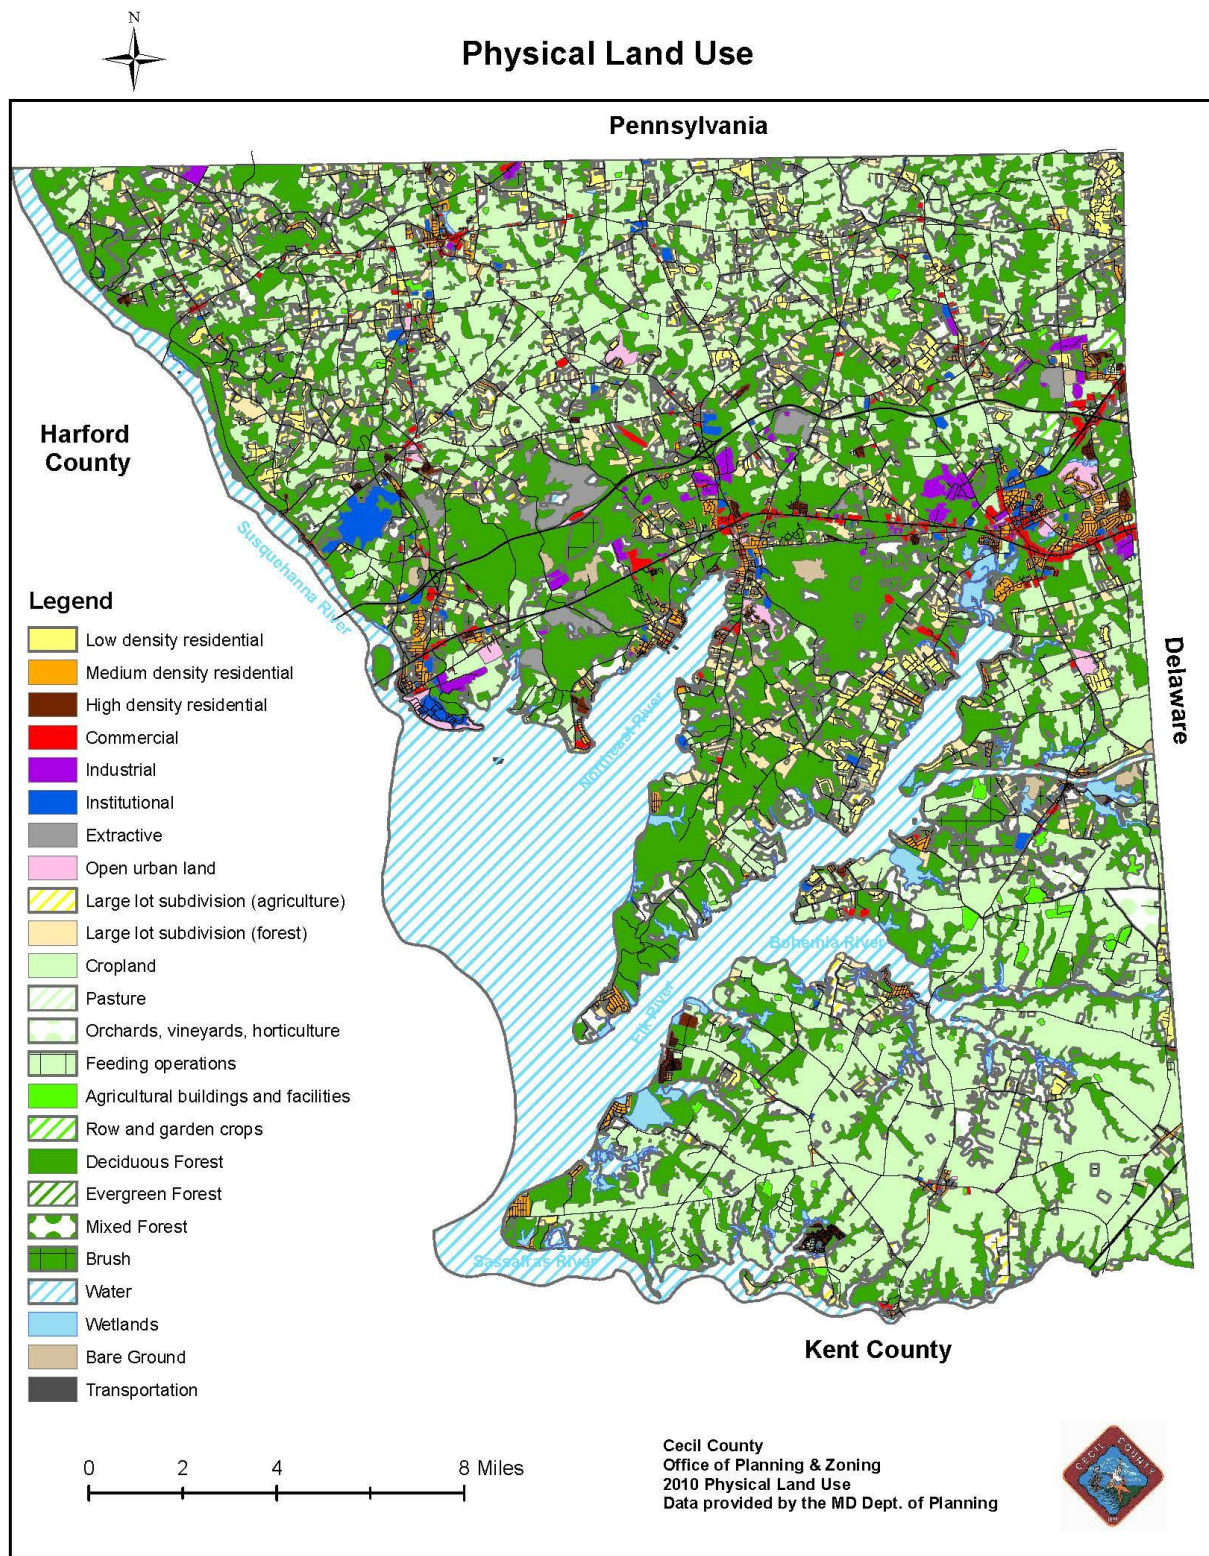 N
Physical Land Use
Pennsylvania
Harford
County
Susquehanna River
Northeast River
Elk River
Bohemia River
Sassafras River
Delaware
Kent County
Legend
Low density residential
Medium density residential
High density residential
Commercial
Industrial
Institutional
Extractive
Open urban land
Large lot subdivision (agriculture)
Large lot subdivision (forest)
Cropland
Pasture
Orchards, vineyards, horticulture
Feeding operations
Agricultural buildings and facilities
Row and garden crops
Deciduous Forest
Evergreen Forest
Mixed Forest
Brush
Water
Wetlands
Bare Ground
Transportation
0 2 4 8 Miles
Cecil County
Office of Planning & Zoning
2010 Physical Land Use
Data provided by the MD Dept. of Planning
CECIL COUNTY